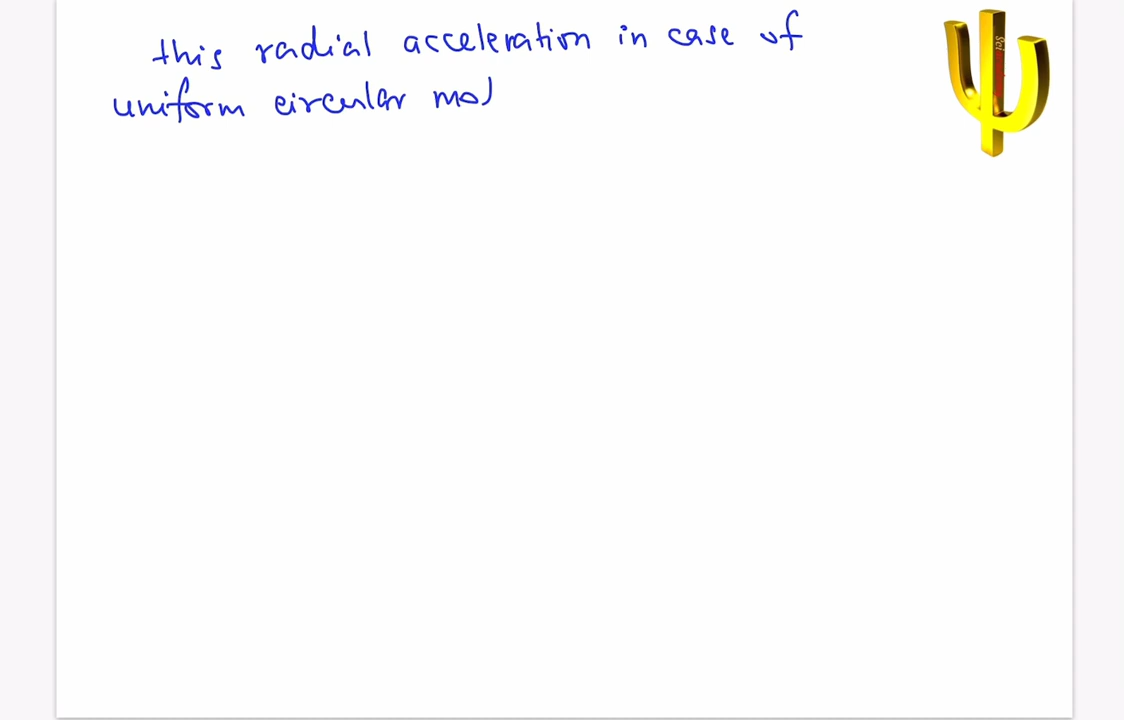 this radial acceleration in case of
uniform circular mo